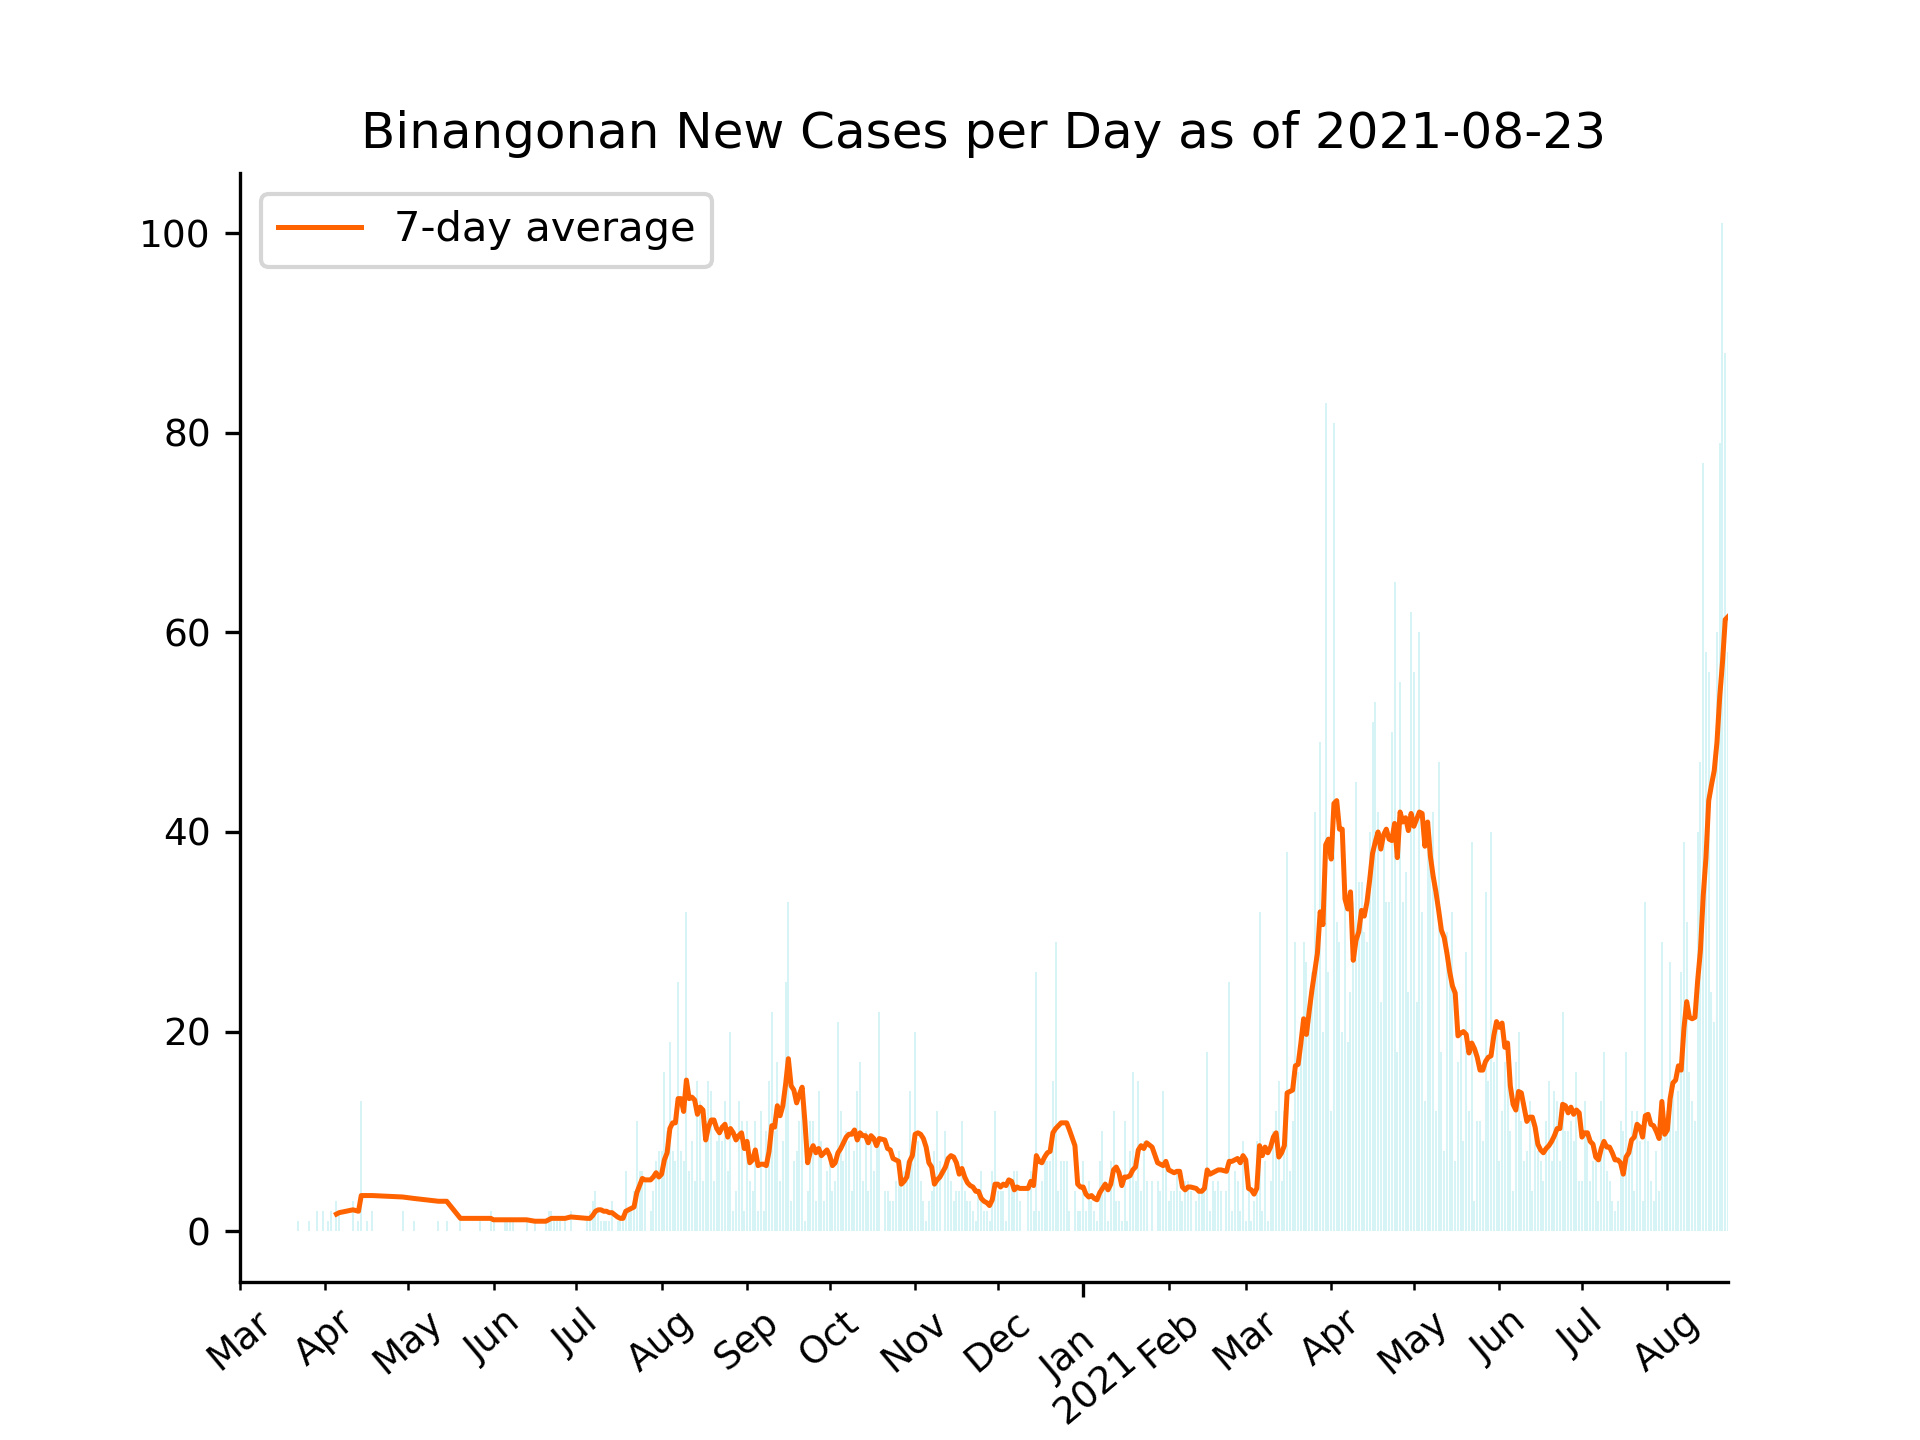 Binangonan New Cases per Day as of 2021-08-23
7-day average
100
80
60
40
20
0
Mar Apr May Jun Jul Aug Sep Oct Nov Dec Jan Feb Mar Apr May Jun Jul Aug
2021